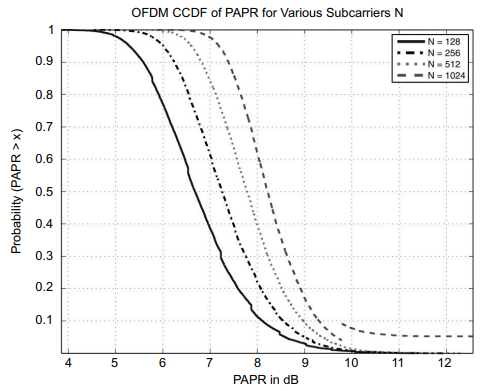 OFDM CCDF of PAPR for Various Subcarriers N
Probability (PAPR > x)
1
0.9
0.8
0.7
0.6
0.5
0.4
0.3
0.2
0.1
N = 128
N = 256
N = 512
N = 1024
4 5 6 7 8 9 10 11 12
PAPR in dB